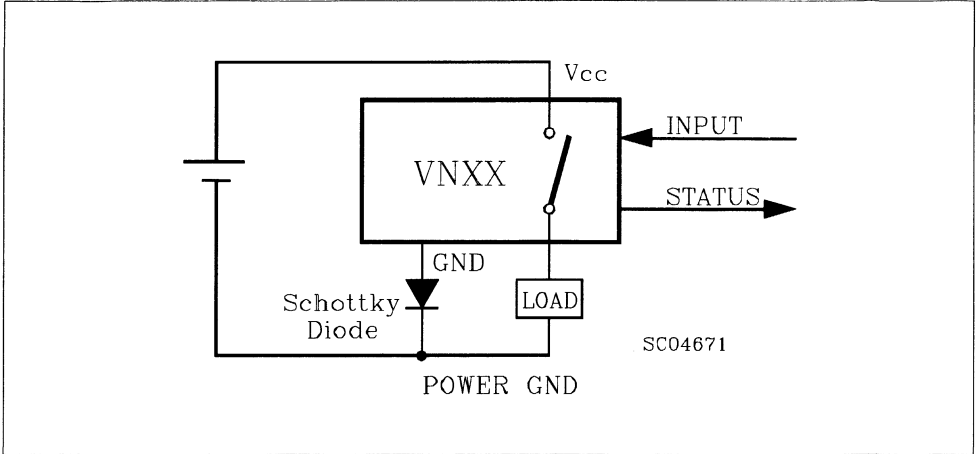 Vcc
INPUT
VNXX
STATUS
GND
Schottky
Diode
LOAD
SC04671
POWER GND